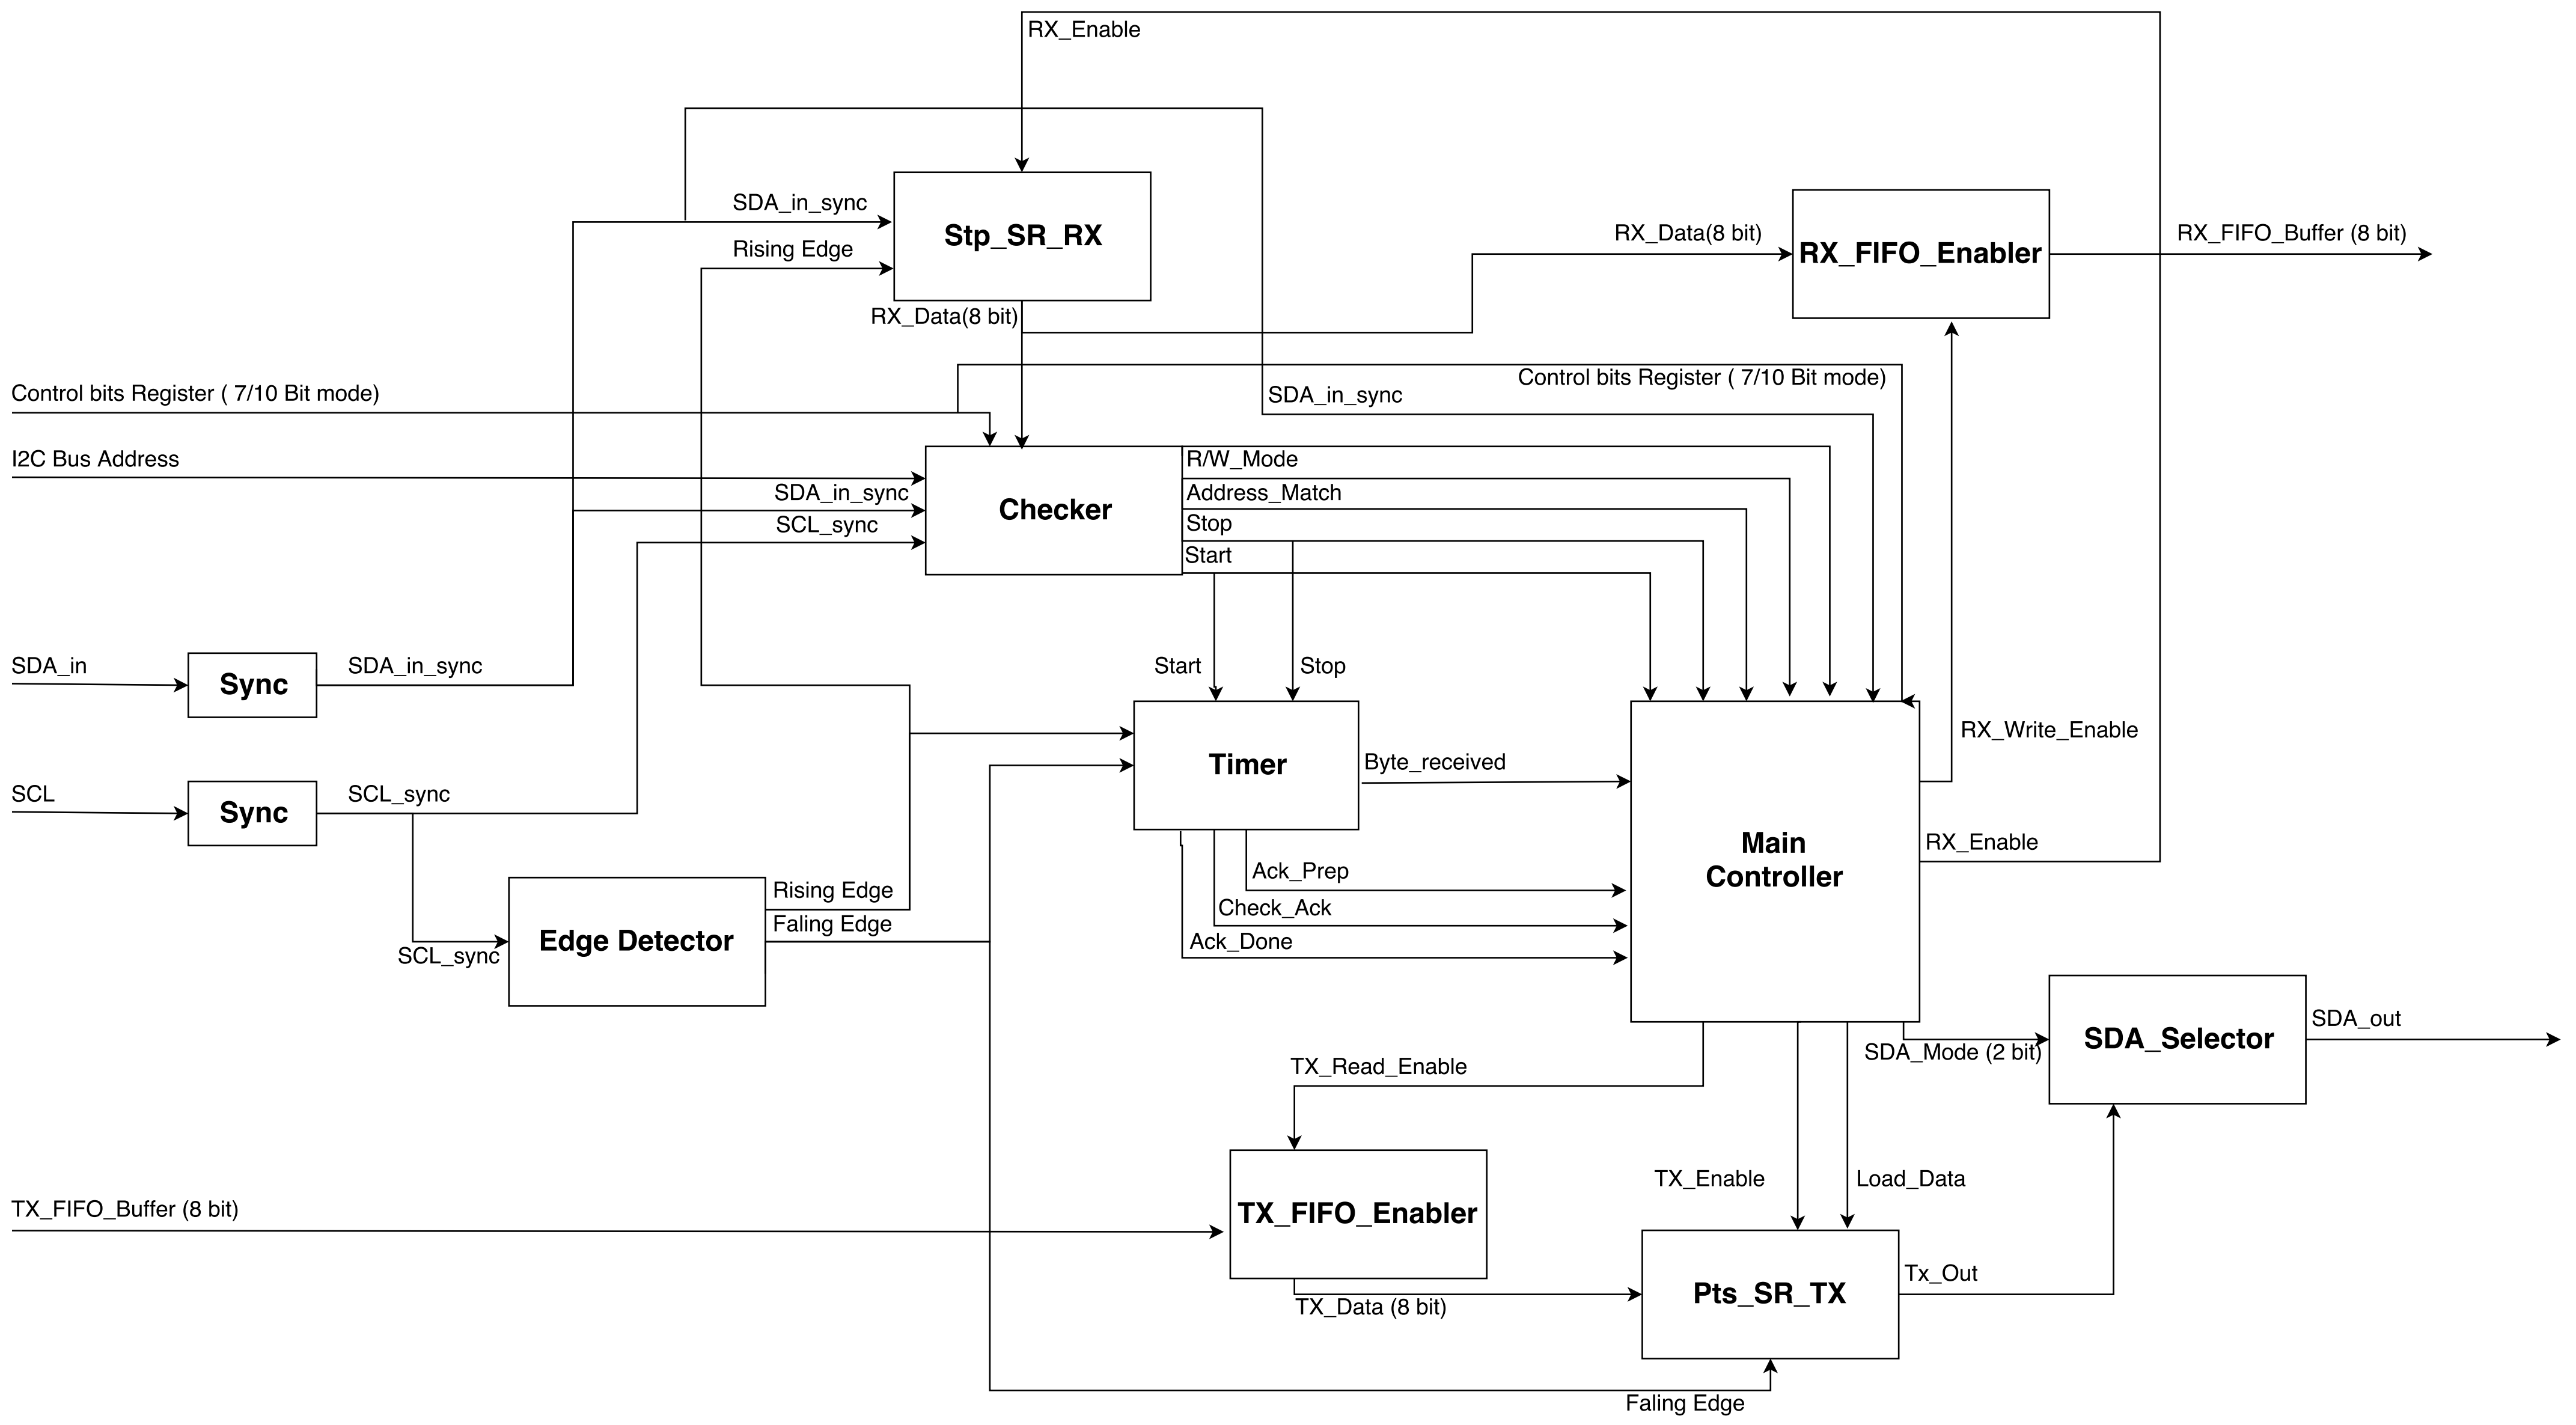 RX_Enable
SDA_in_sync
Rising Edge
Stp_SR_RX
RX_Data(8 bit)
RX_Data(8 bit)
RX_FIFO_Enabler
RX_FIFO_Buffer (8 bit)
Control bits Register ( 7/10 Bit mode)
Control bits Register ( 7/10 Bit mode)
SDA_in_sync
I2C Bus Address
SDA_in_sync
SCL_sync
Checker
R/W_Mode
Address_Match
Stop
Start
SDA_in
Sync
SDA_in_sync
Start
Stop
SCL
Sync
SCL_sync
Timer
Byte_received
RX_Write_Enable
Main
Controller
RX_Enable
Ack_Prep
Check_Ack
Ack_Done
Rising Edge
Faling Edge
Edge Detector
SCL_sync
SDA_Mode (2 bit)
SDA_Selector
SDA_out
TX_Read_Enable
TX_FIFO_Buffer (8 bit)
TX_FIFO_Enabler
TX_Enable
Load_Data
TX_Data (8 bit)
Pts_SR_TX
Tx_Out
Faling Edge